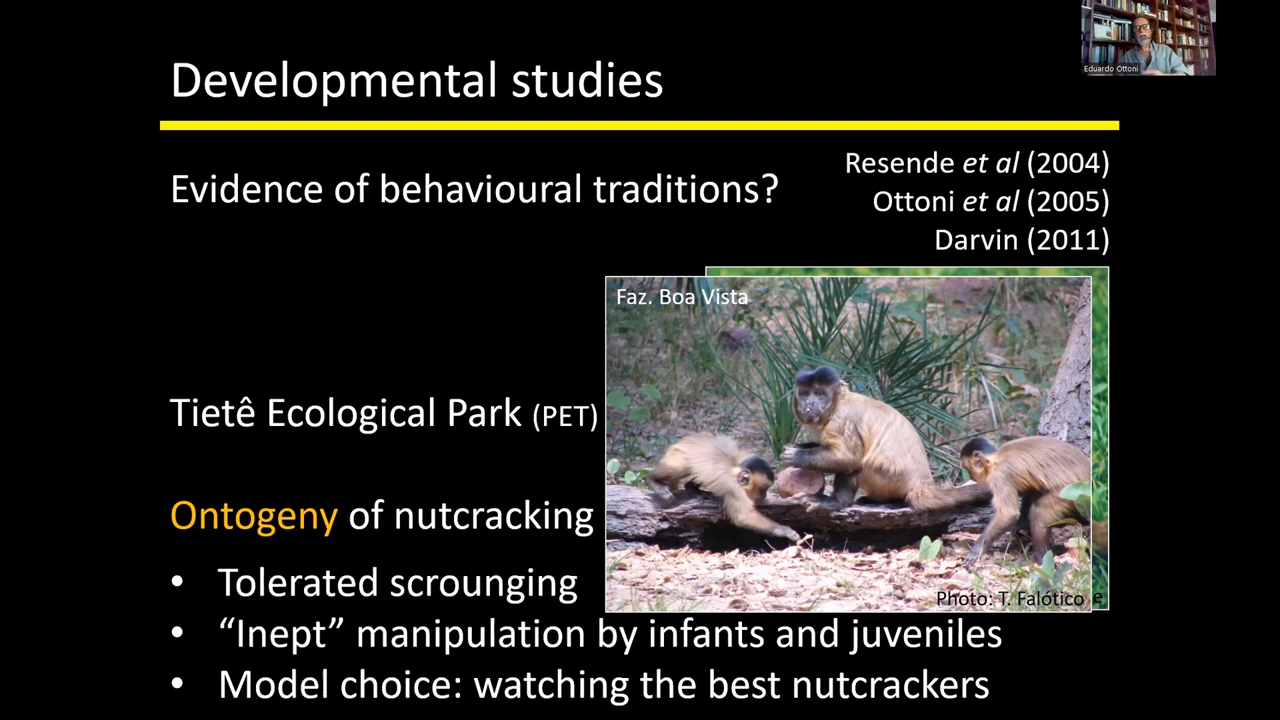 Eduardo Ottoni
Developmental studies
Evidence of behavioural traditions?
Resende et al (2004)
Ottoni et al (2005)
Darvin (2011)
Faz. Boa Vista
Tietê Ecological Park (PET)
Ontogeny of nutcracking
Photo: T. Falótico
e
• Tolerated scrounging
• “Inept” manipulation by infants and juveniles
• Model choice: watching the best nutcrackers